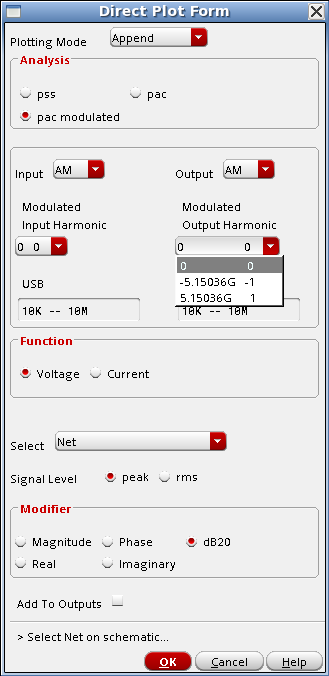 Direct Plot Form
Plotting Mode Append
Analysis
pss pac
pac modulated
Input AM Output AM
Modulated Modulated
Input Harmonic Output Harmonic
0 0 0 0
0 0
-5.15036G -1
5.15036G 1
USB
10K -- 10M 10K -- 10M
Function
Voltage Current
Select Net
Signal Level peak rms
Modifier
Magnitude Phase dB20
Real Imaginary
Add To Outputs
> Select Net on schematic...
OK Cancel Help